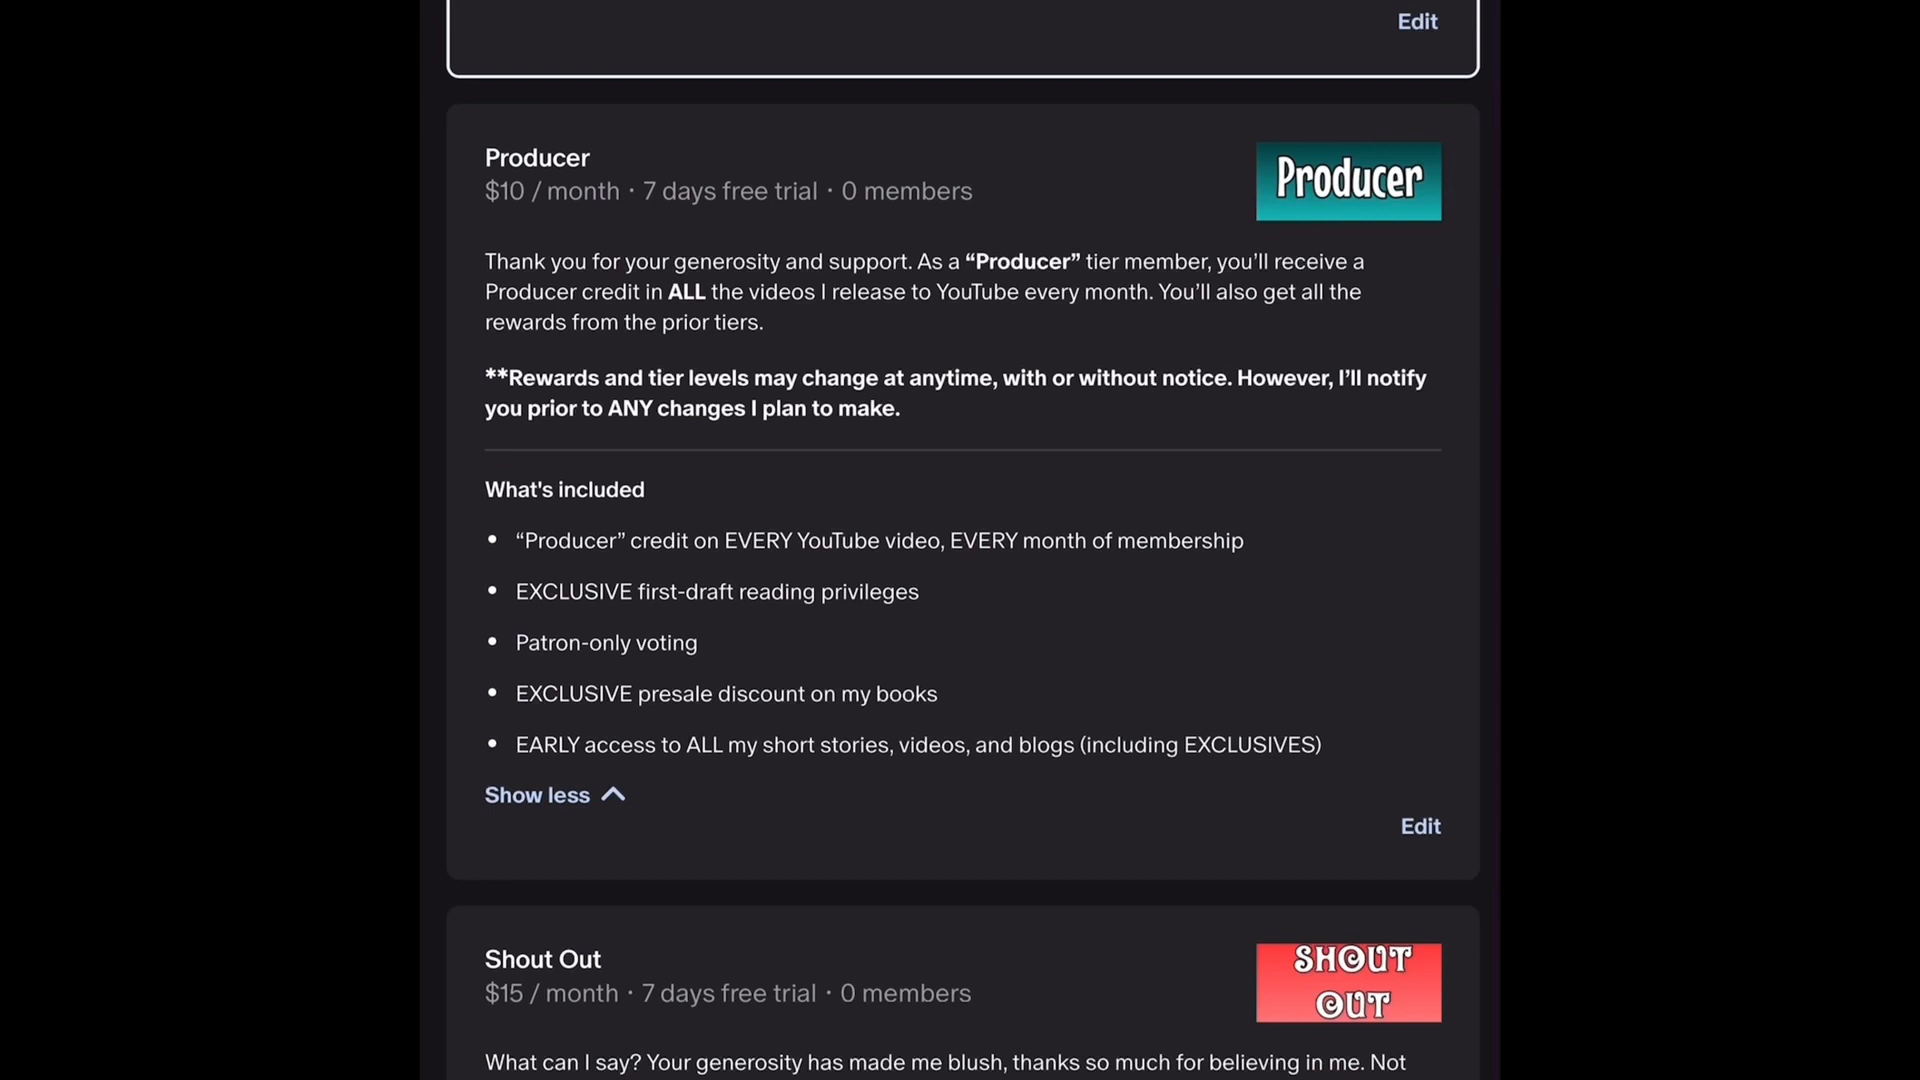 Edit
Producer
$10 / month · 7 days free trial · 0 members
Producer
Thank you for your generosity and support. As a “Producer” tier member, you’ll receive a
Producer credit in ALL the videos I release to YouTube every month. You’ll also get all the
rewards from the prior tiers.
**Rewards and tier levels may change at anytime, with or without notice. However, I’ll notify
you prior to ANY changes I plan to make.
What's included
• “Producer” credit on EVERY YouTube video, EVERY month of membership
• EXCLUSIVE first-draft reading privileges
• Patron-only voting
• EXCLUSIVE presale discount on my books
• EARLY access to ALL my short stories, videos, and blogs (including EXCLUSIVES)
Show less
Edit
Shout Out
$15 / month · 7 days free trial · 0 members
SHOUT
OUT
What can I say? Your generosity has made me blush, thanks so much for believing in me. Not